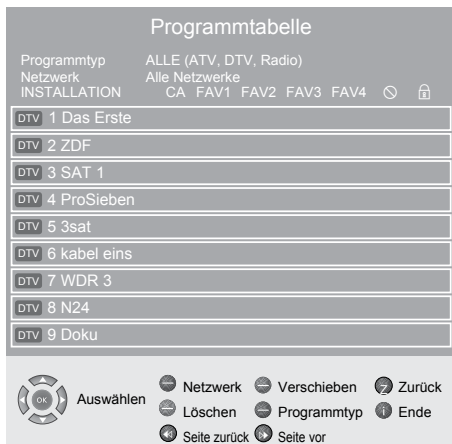 Programmtabelle
Programmtyp ALLE (ATV, DTV, Radio)
Netzwerk Alle Netzwerke
INSTALLATION CA FAV1 FAV2 FAV3 FAV4
DTV 1 Das Erste
DTV 2 ZDF
DTV 3 SAT 1
DTV 4 ProSieben
DTV 5 3sat
DTV 6 kabel eins
DTV 7 WDR 3
DTV 8 N24
DTV 9 Doku
OK Auswählen
Netzwerk Verschieben Zurück
Löschen Programmtyp i Ende
Seite zurück Seite vor